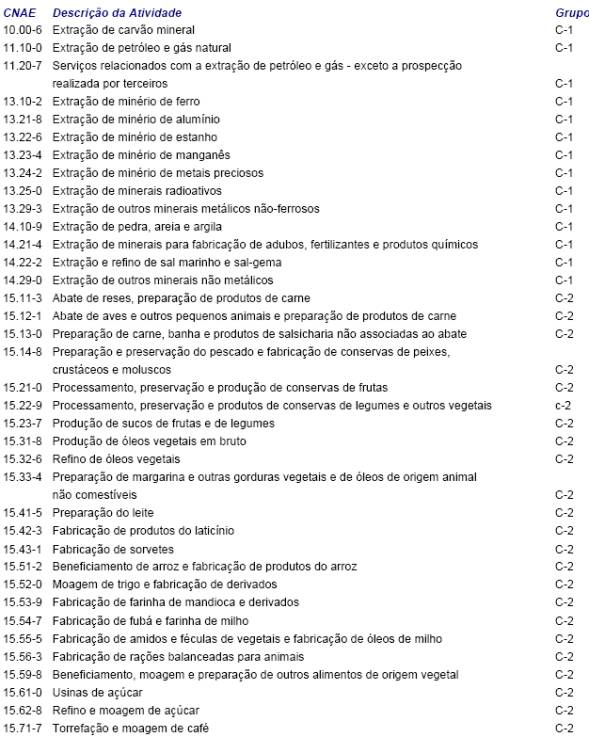 CNAE Descrição da Atividade Grupo
10.00-6 Extração de carvão mineral C-1
11.10-0 Extração de petróleo e gás natural C-1
11.20-7 Serviços relacionados com a extração de petróleo e gás - exceto a prospecção
realizada por terceiros C-1
13.10-2 Extração de minério de ferro C-1
13.21-8 Extração de minério de alumínio C-1
13.22-6 Extração de minério de estanho C-1
13.23-4 Extração de minério de manganês C-1
13.24-2 Extração de minério de metais preciosos C-1
13.25-0 Extração de minerais radioativos C-1
13.29-3 Extração de outros minerais metálicos não-ferrosos C-1
14.10-9 Extração de pedra, areia e argila C-1
14.21-4 Extração de minerais para fabricação de adubos, fertilizantes e produtos químicos C-1
14.22-2 Extração e refino de sal marinho e sal-gema C-1
14.29-0 Extração de outros minerais não metálicos C-1
15.11-3 Abate de reses, preparação de produtos de carne C-2
15.12-1 Abate de aves e outros pequenos animais e preparação de produtos de carne C-2
15.13-0 Preparação de carne, banha e produtos de salsicharia não associadas ao abate C-2
15.14-8 Preparação e preservação do pescado e fabricação de conservas de peixes,
crustáceos e moluscos C-2
15.21-0 Processamento, preservação e produção de conservas de frutas C-2
15.22-9 Processamento, preservação e produtos de conservas de legumes e outros vegetais c-2
15.23-7 Produção de sucos de frutas e de legumes C-2
15.31-8 Produção de óleos vegetais em bruto C-2
15.32-6 Refino de óleos vegetais C-2
15.33-4 Preparação de margarina e outras gorduras vegetais e de óleos de origem animal
não comestíveis C-2
15.41-5 Preparação do leite C-2
15.42-3 Fabricação de produtos do laticínio C-2
15.43-1 Fabricação de sorvetes C-2
15.51-2 Beneficiamento de arroz e fabricação de produtos do arroz C-2
15.52-0 Moagem de trigo e fabricação de derivados C-2
15.53-9 Fabricação de farinha de mandioca e derivados C-2
15.54-7 Fabricação de fubá e farinha de milho C-2
15.55-5 Fabricação de amidos e féculas de vegetais e fabricação de óleos de milho C-2
15.56-3 Fabricação de rações balanceadas para animais C-2
15.59-8 Beneficiamento, moagem e preparação de outros alimentos de origem vegetal C-2
15.61-0 Usinas de açúcar C-2
15.62-8 Refino e moagem de açúcar C-2
15.71-7 Torrefação e moagem de café C-2